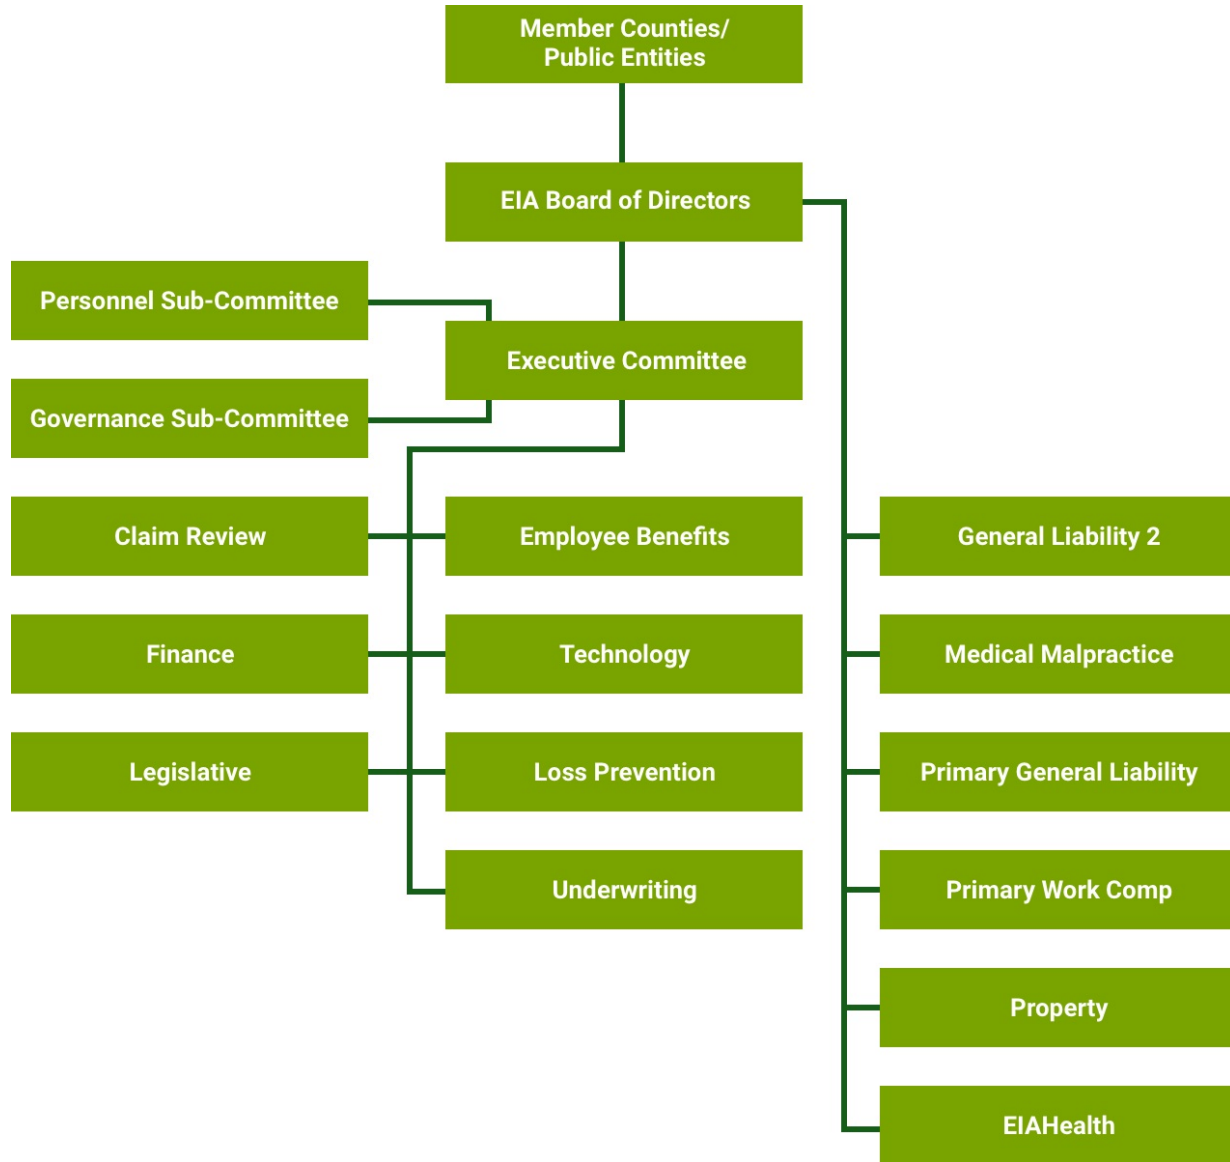 Member Counties/
Public Entities
EIA Board of Directors
Personnel Sub-Committee
Executive Committee
Governance Sub-Committee
Claim Review
Employee Benefits
General Liability 2
Finance
Technology
Medical Malpractice
Legislative
Loss Prevention
Primary General Liability
Underwriting
Primary Work Comp
Property
EIAHealth